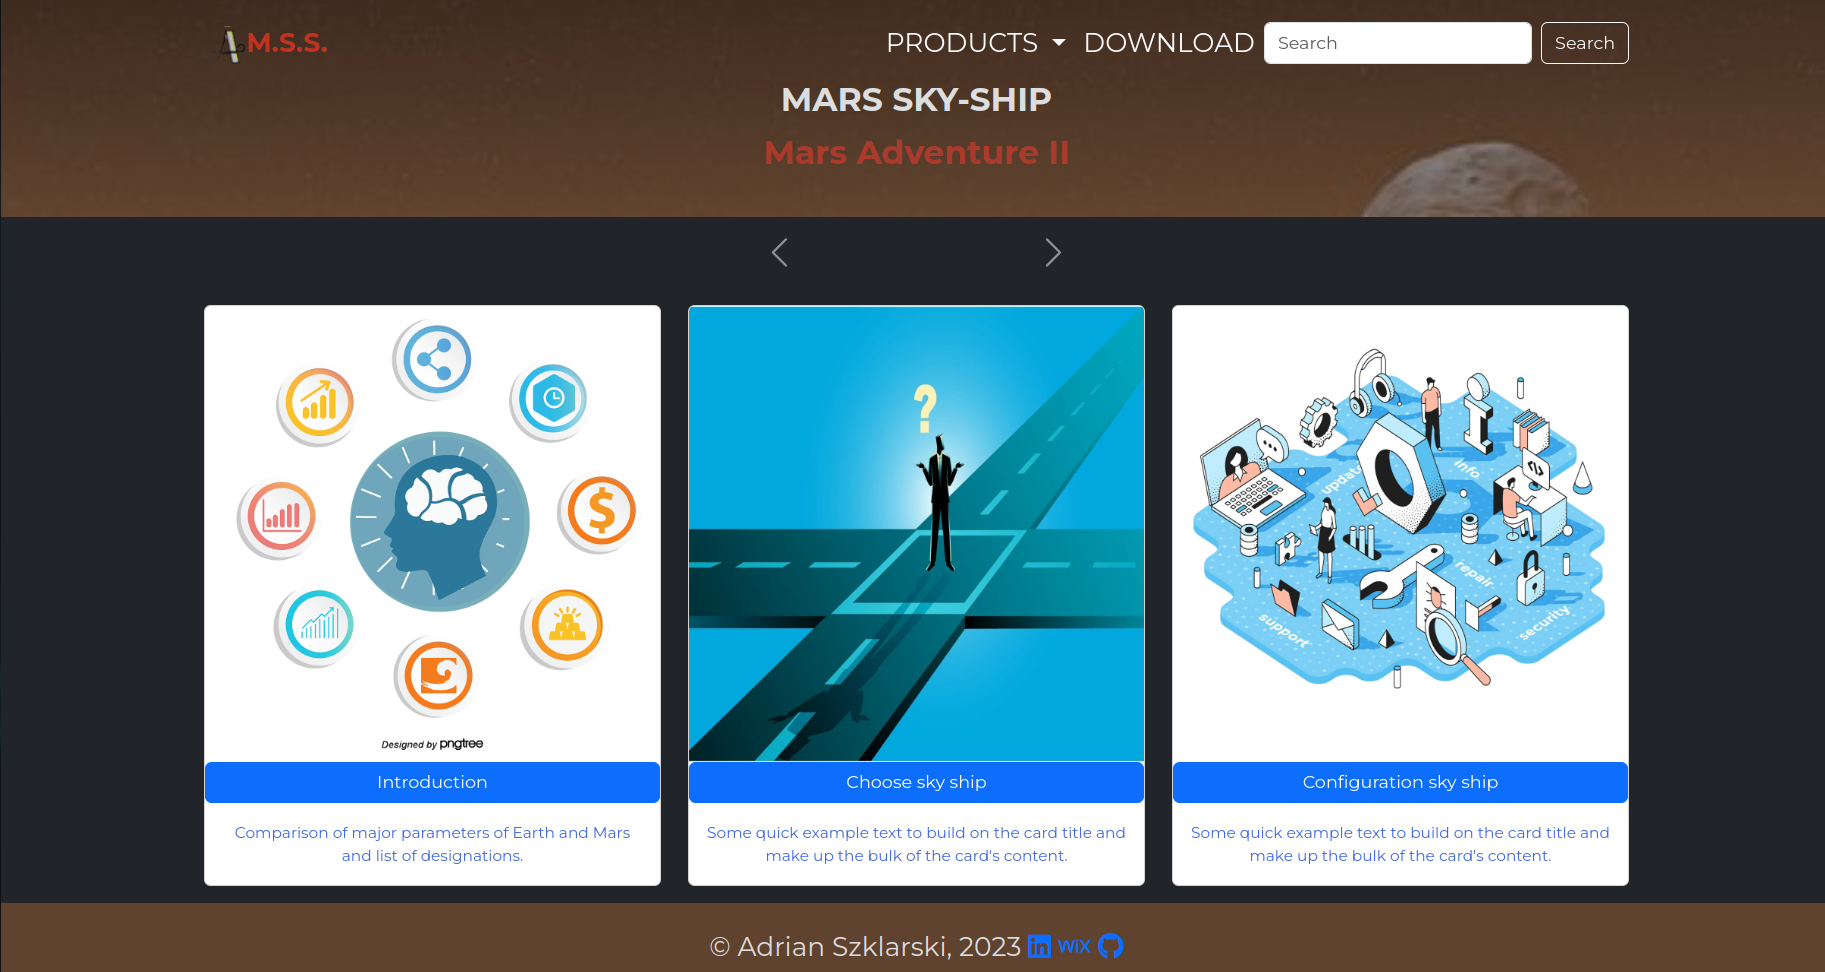 M.S.S.
PRODUCTS
DOWNLOAD
Search
Search
MARS SKY-SHIP
Mars Adventure II
?
$
Designed by pngtree
update
info
repair
support
security
Introduction
Comparison of major parameters of Earth and Mars
and list of designations.
Choose sky ship
Some quick example text to build on the card title and
make up the bulk of the card's content.
Configuration sky ship
Some quick example text to build on the card title and
make up the bulk of the card's content.
© Adrian Szklarski, 2023 in WiX